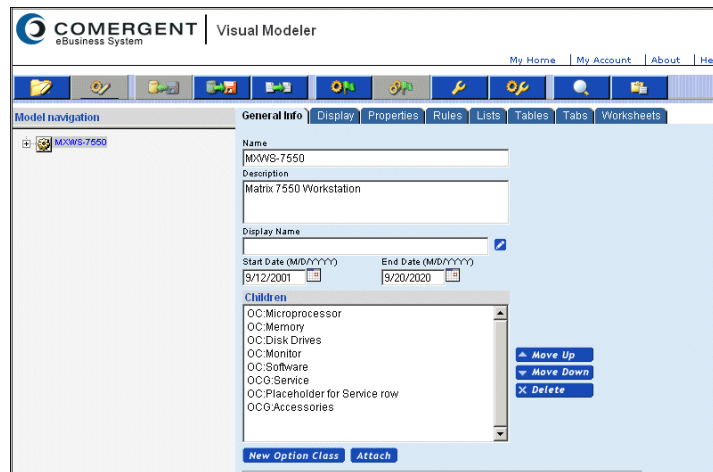 COMERGENT
eBusiness System
Visual Modeler
My Home | My Account | About | He
Model navigation
General Info Display Properties Rules Lists Tables Tabs Worksheets
MXWS-7550
Name
MXWS-7550
Description
Matrix 7550 Workstation
Display Name
Start Date (M/D/YYYY) End Date (M/D/YYYY)
9/12/2001 9/20/2020
Children
OC:Microprocessor
OC:Memory
OC:Disk Drives
OC:Monitor
OC:Software
OCG:Service
OC:Placeholder for Service row
OCG:Accessories
Move Up
Move Down
Delete
New Option Class Attach